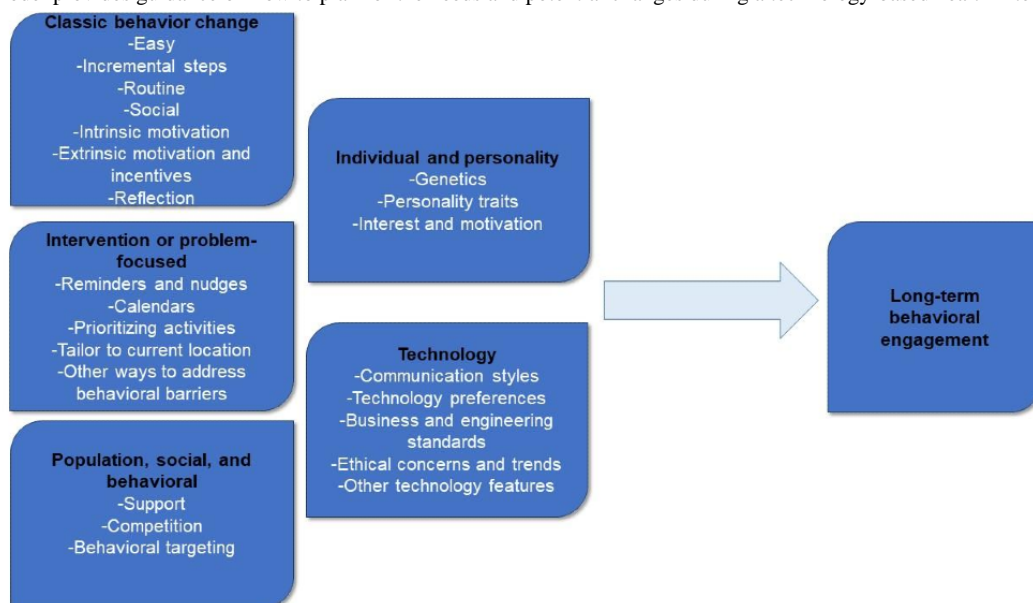 Classic behavior change
-Easy
-Incremental steps
-Routine
-Social
-Intrinsic motivation
-Extrinsic motivation and
incentives
-Reflection
Intervention or problem-
focused
-Reminders and nudges
-Calendars
-Prioritizing activities
-Tailor to current location
-Other ways to address
behavioral barriers
Population, social, and
behavioral
-Support
-Competition
-Behavioral targeting
Individual and personality
-Genetics
-Personality traits
-Interest and motivation
Technology
-Communication styles
-Technology preferences
-Business and engineering
standards
-Ethical concerns and trends
-Other technology features
Long-term
behavioral
engagement